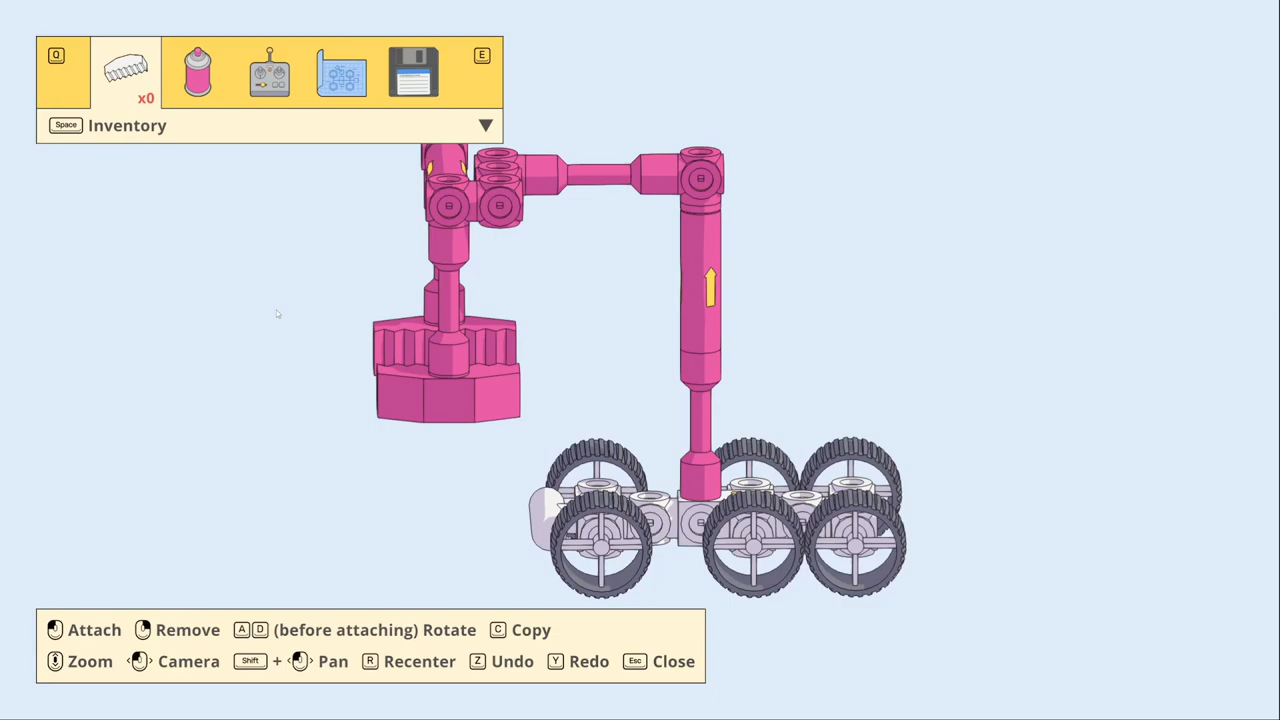 Q
E
x0
Space Inventory
Attach Remove A D (before attaching) Rotate C Copy
Zoom Camera Shift + Pan R Recenter Z Undo Y Redo Esc Close